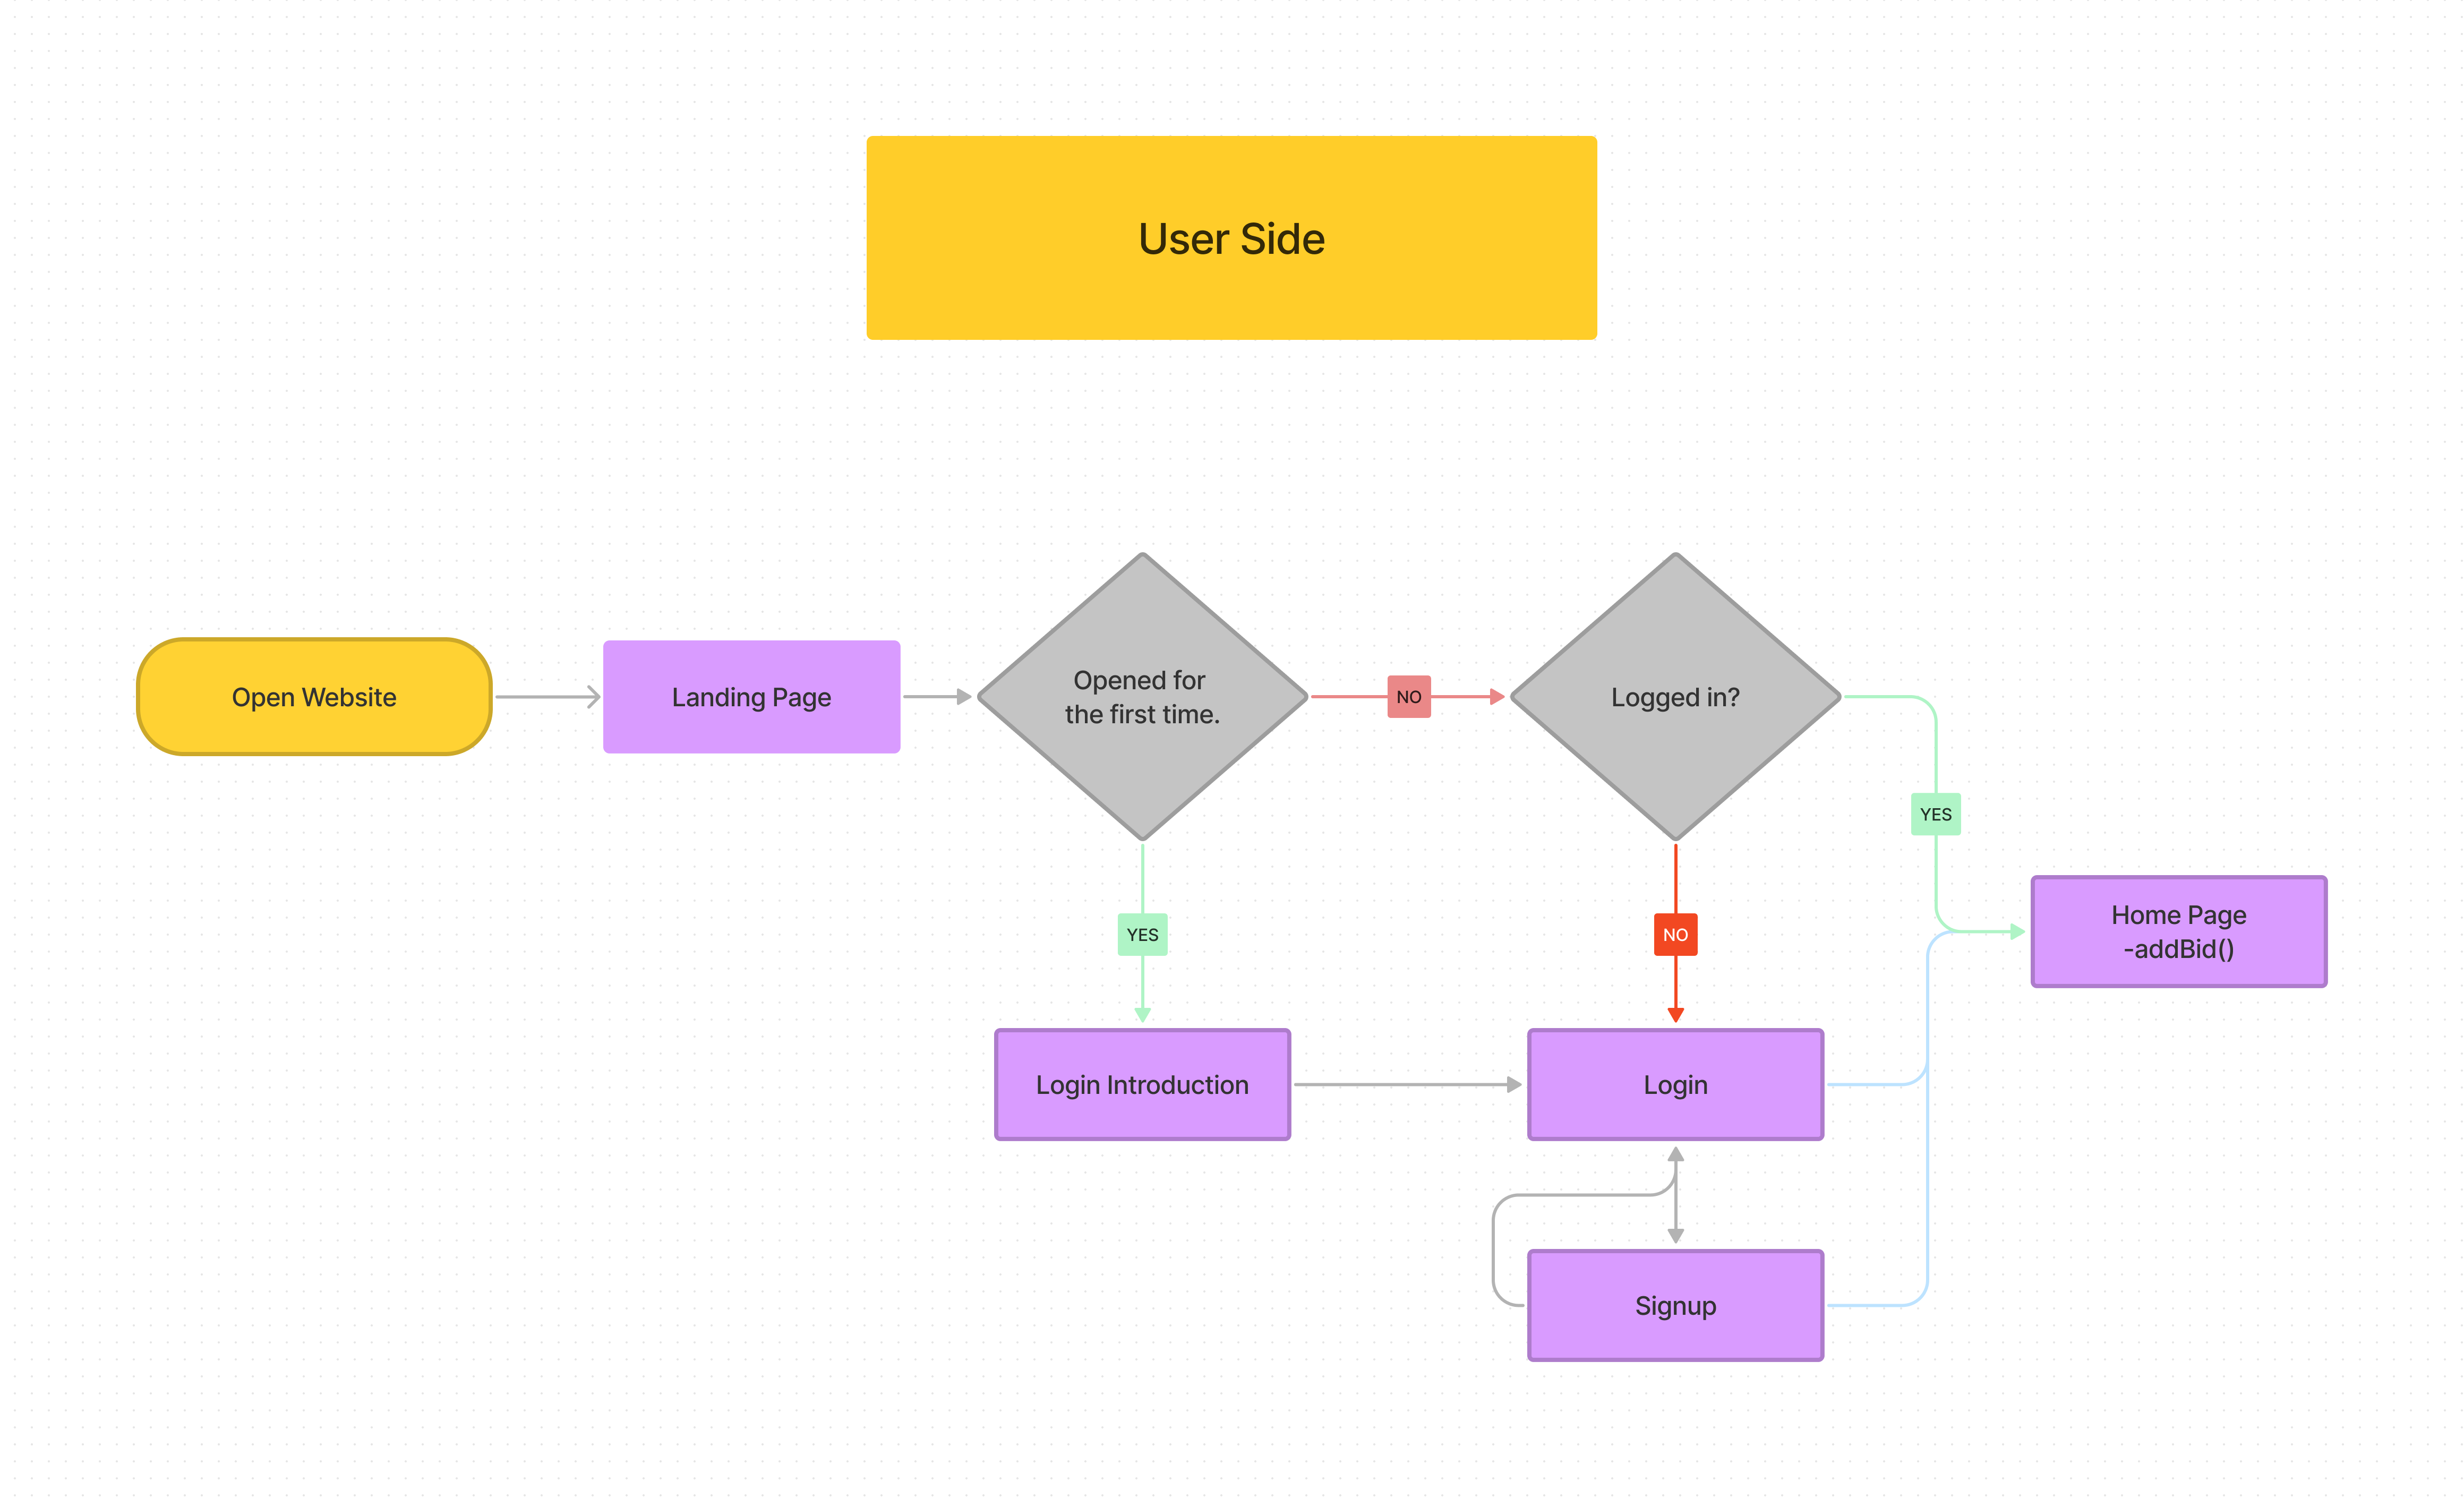 User Side
Open Website
Landing Page
Opened for
the first time.
NO
Logged in?
YES
YES
NO
Home Page
-addBid()
Login Introduction
Login
Signup